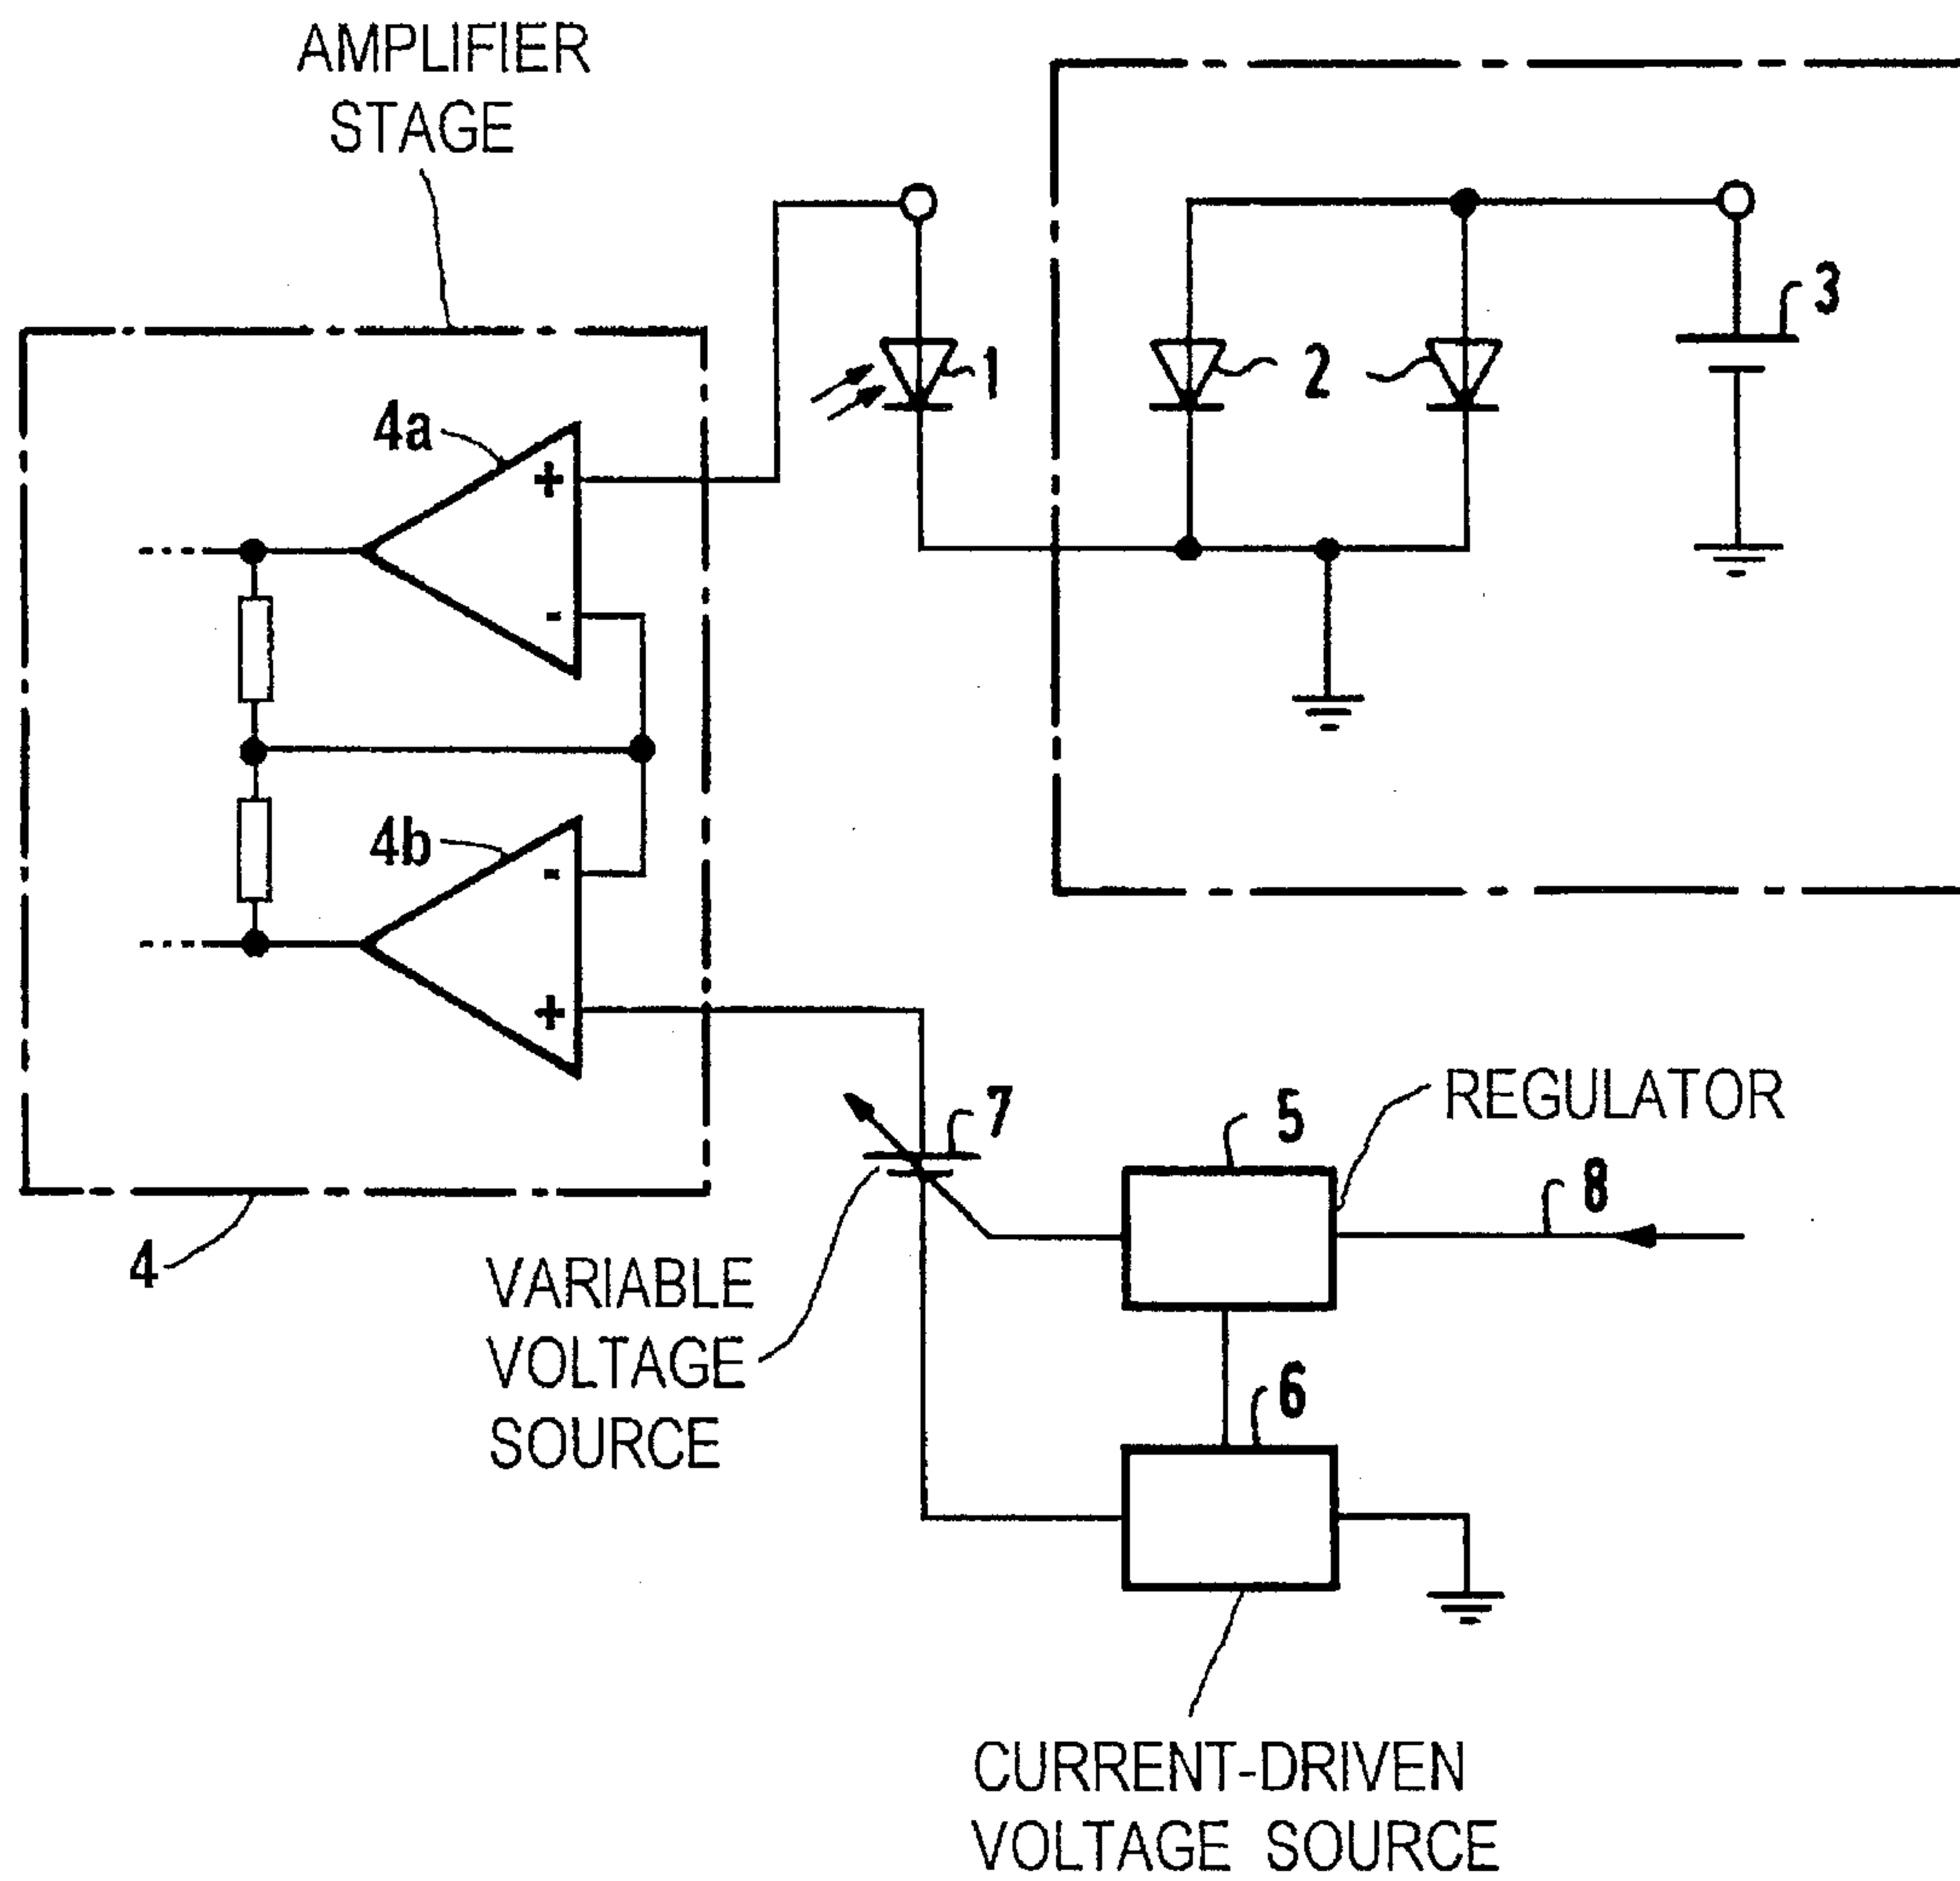 AMPLIFIER
STAGE
3
1
2
4a
+
-
4b
-
+
7
5
REGULATOR
8
4
VARIABLE
VOLTAGE
SOURCE
6
CURRENT-DRIVEN
VOLTAGE SOURCE